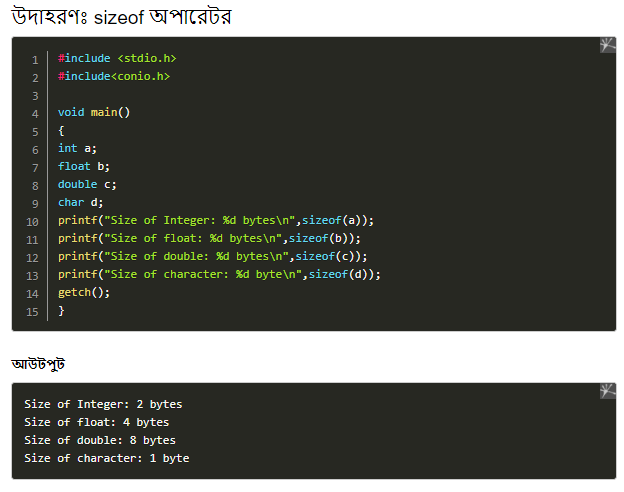 উদাহরণঃ sizeof অপারেটর
1 #include <stdio.h>
2 #include<conio.h>
3
4 void main()
5 {
6 int a;
7 float b;
8 double c;
9 char d;
10 printf("Size of Integer: %d bytes\n",sizeof(a));
11 printf("Size of float: %d bytes\n",sizeof(b));
12 printf("Size of double: %d bytes\n",sizeof(c));
13 printf("Size of character: %d byte\n",sizeof(d));
14 getch();
15 }
আউটপুট
Size of Integer: 2 bytes
Size of float: 4 bytes
Size of double: 8 bytes
Size of character: 1 byte